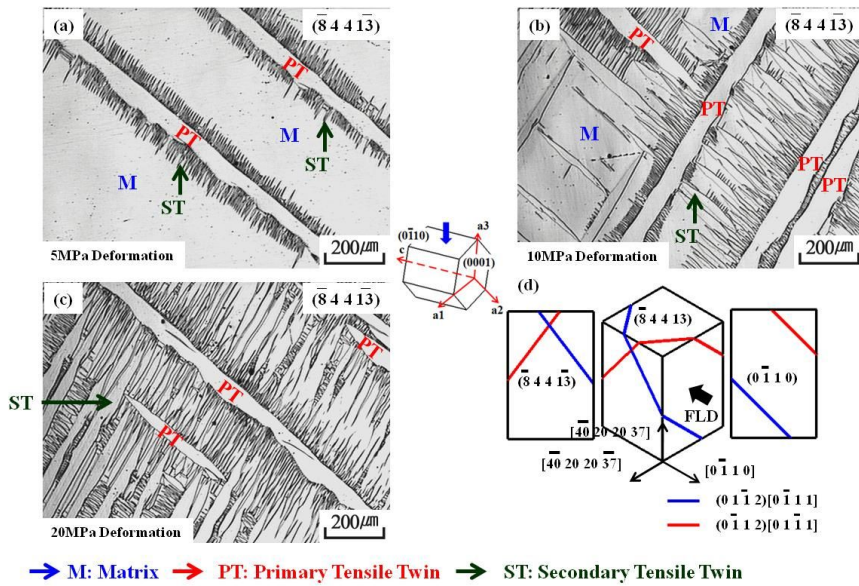 (a)
(8̅ 4 4 1̅3̅)
PT
PT
M
M
ST
ST
5MPa Deformation
200㎛
(b)
(8̅ 4 4 1̅3̅)
PT
M
PT
M
PT
PT
ST
10MPa Deformation
200㎛
(01̅10)
a3
c
(0001)
a1
a2
(c)
(8̅ 4 4 1̅3̅)
PT
PT
ST
PT
20MPa Deformation
200㎛
(d)
(8̅ 4 4 13)
(8̅ 4 4 1̅3̅)
(0 1̅ 1 0)
FLD
[4̅0̅ 20 20 37]
[4̅0̅ 20 20 3̅7̅]
[0 1̅ 1 0]
(0 1 1̅ 2)[0 1̅ 1 1]
(0 1̅ 1 2)[0 1 1̅ 1]
M: Matrix PT: Primary Tensile Twin ST: Secondary Tensile Twin